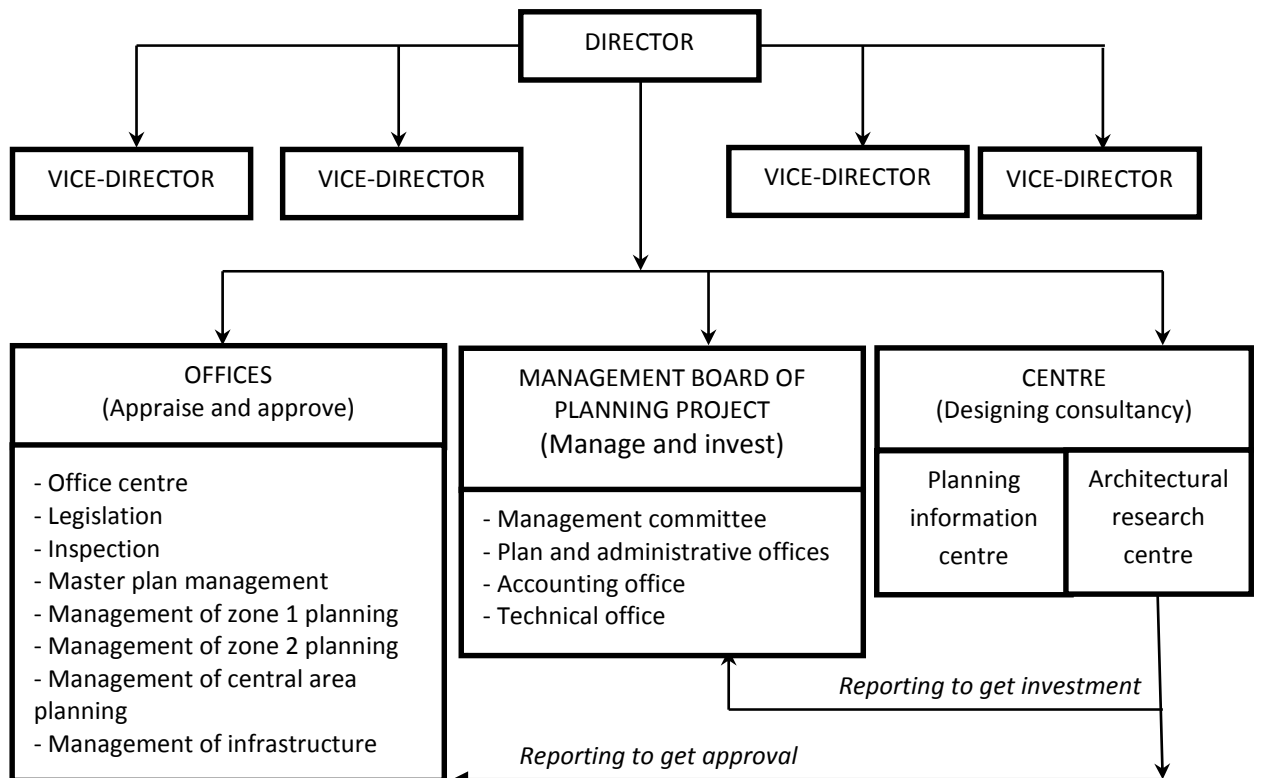 DIRECTOR
VICE-DIRECTOR
VICE-DIRECTOR
VICE-DIRECTOR
VICE-DIRECTOR
OFFICES
(Appraise and approve)
- Office centre
- Legislation
- Inspection
- Master plan management
- Management of zone 1 planning
- Management of zone 2 planning
- Management of central area
planning
- Management of infrastructure
MANAGEMENT BOARD OF
PLANNING PROJECT
(Manage and invest)
- Management committee
- Plan and administrative offices
- Accounting office
- Technical office
CENTRE
(Designing consultancy)
Planning
information
centre
Architectural
research
centre
Reporting to get investment
Reporting to get approval